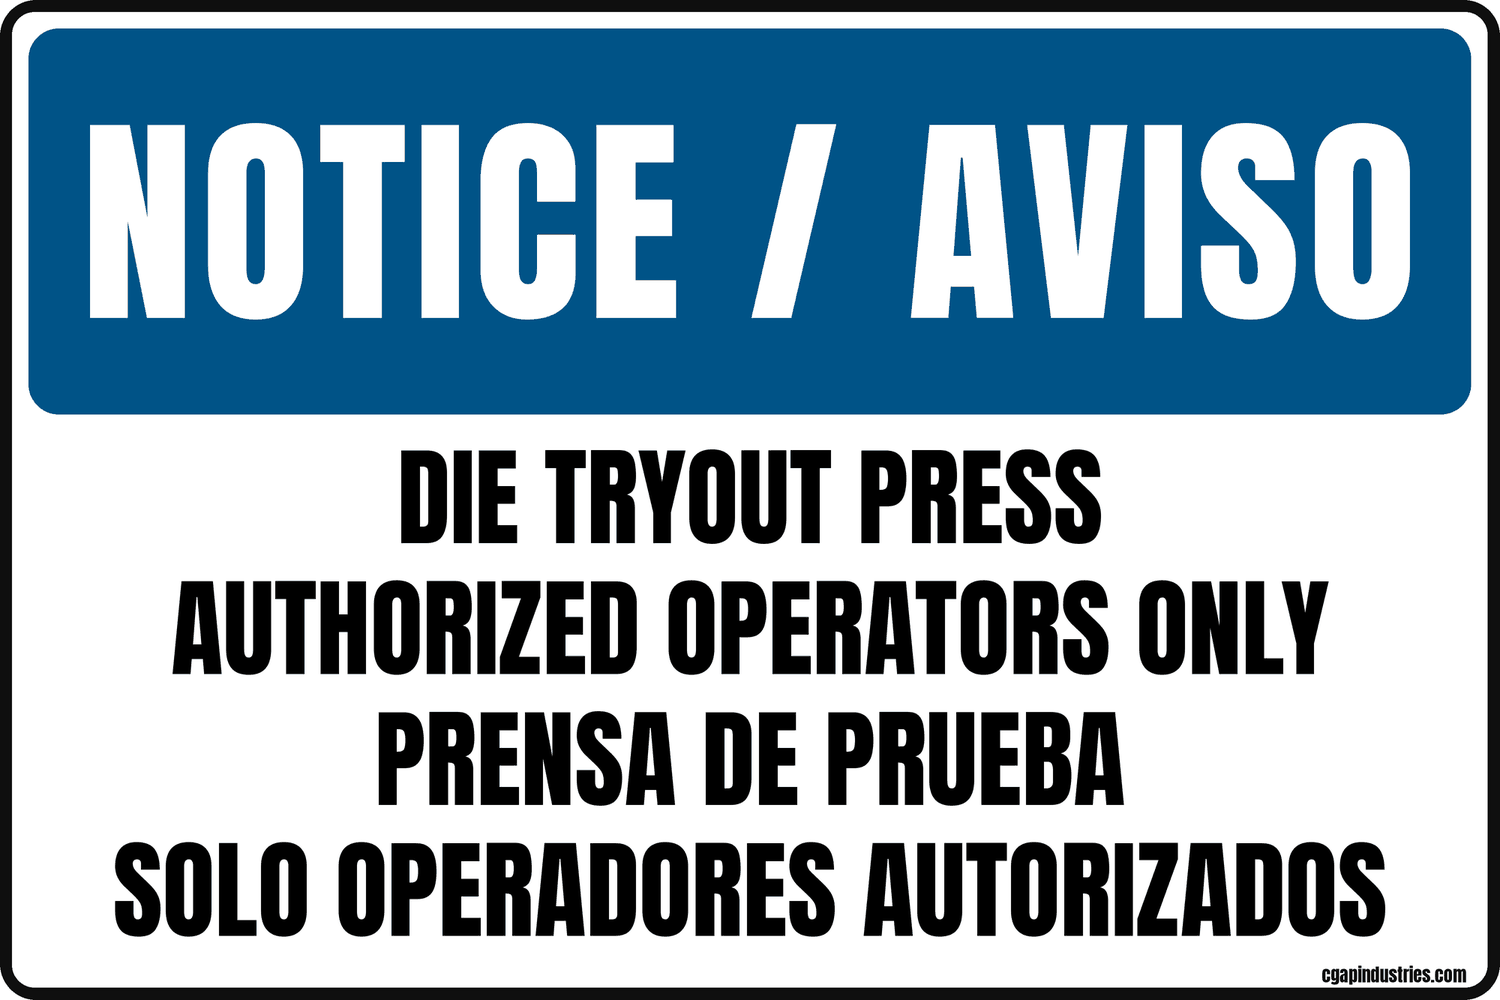 NOTICE / AVISO
DIE TRYOUT PRESS
AUTHORIZED OPERATORS ONLY
PRENSA DE PRUEBA
SOLO OPERADORES AUTORIZADOS
cgapindustries.com